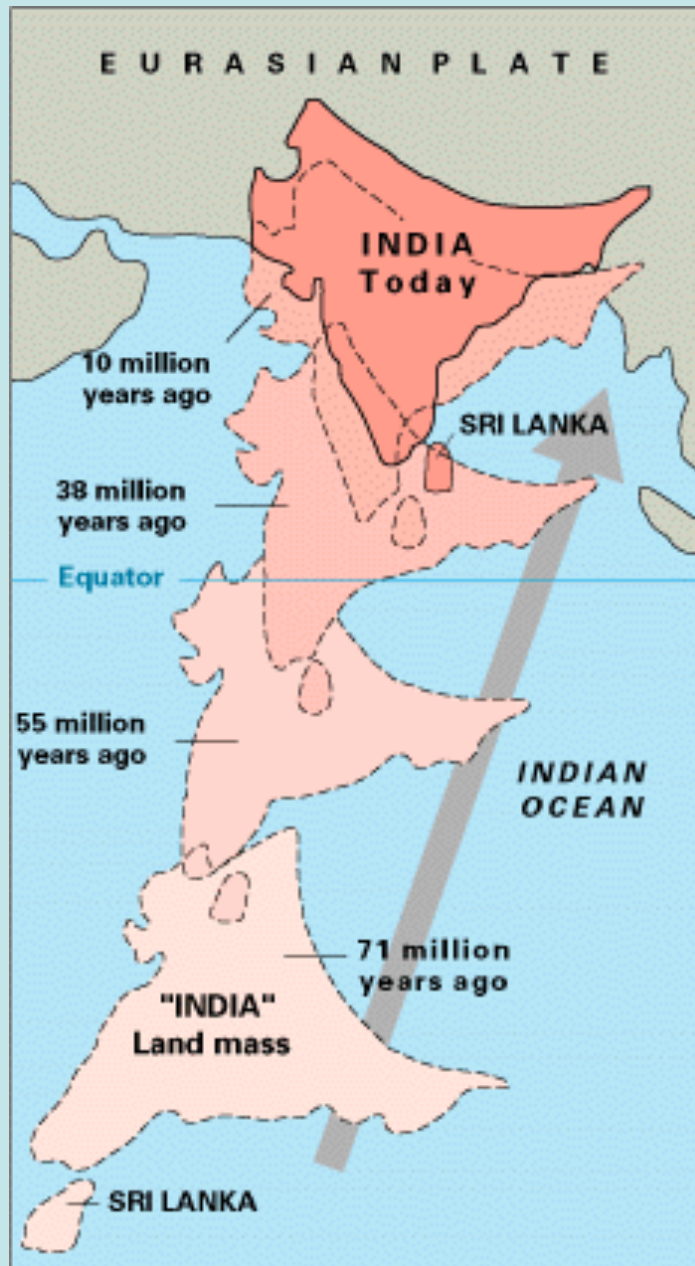 EURASIAN PLATE
INDIA
Today
10 million
years ago
SRI LANKA
38 million
years ago
Equator
55 million
years ago
INDIAN
OCEAN
71 million
years ago
"INDIA"
Land mass
SRI LANKA